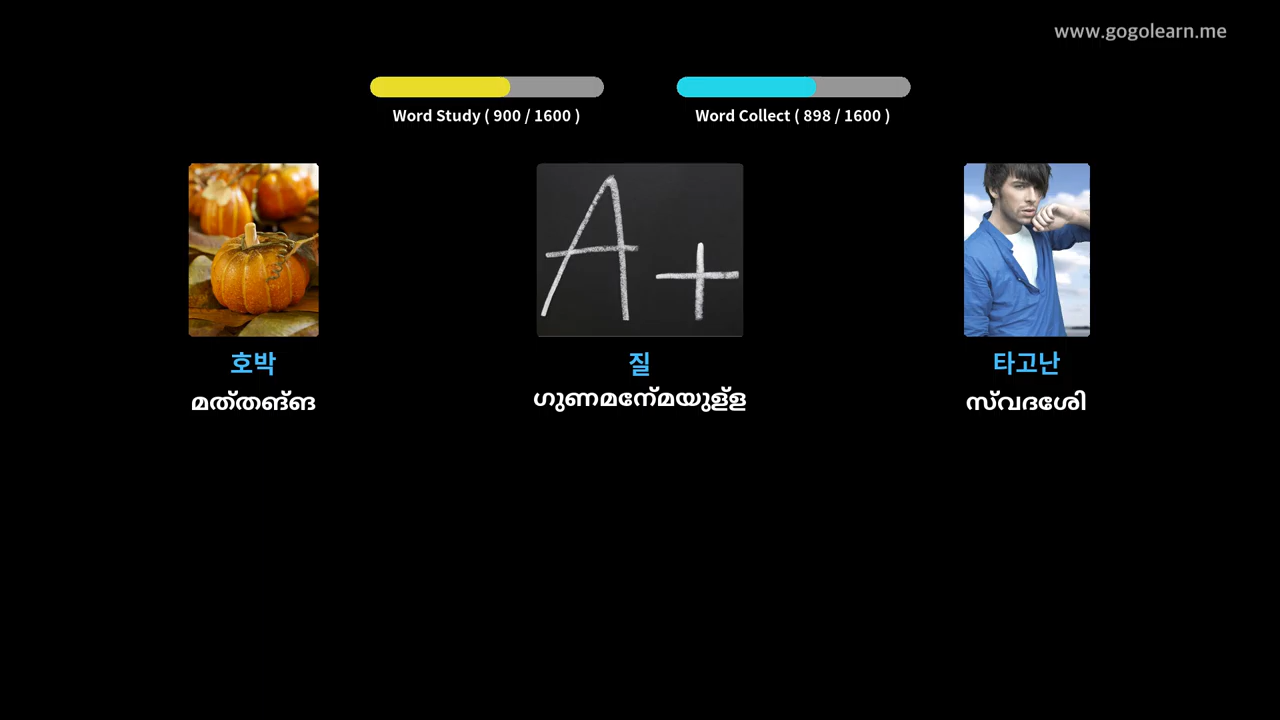 www.gogolearn.me
Word Study ( 900 / 1600 )
Word Collect ( 898 / 1600 )
A+
호박
질
타고난
മത്തങ്ങ
ഗുണമന്മേയുള്ള
സ്വദേശി